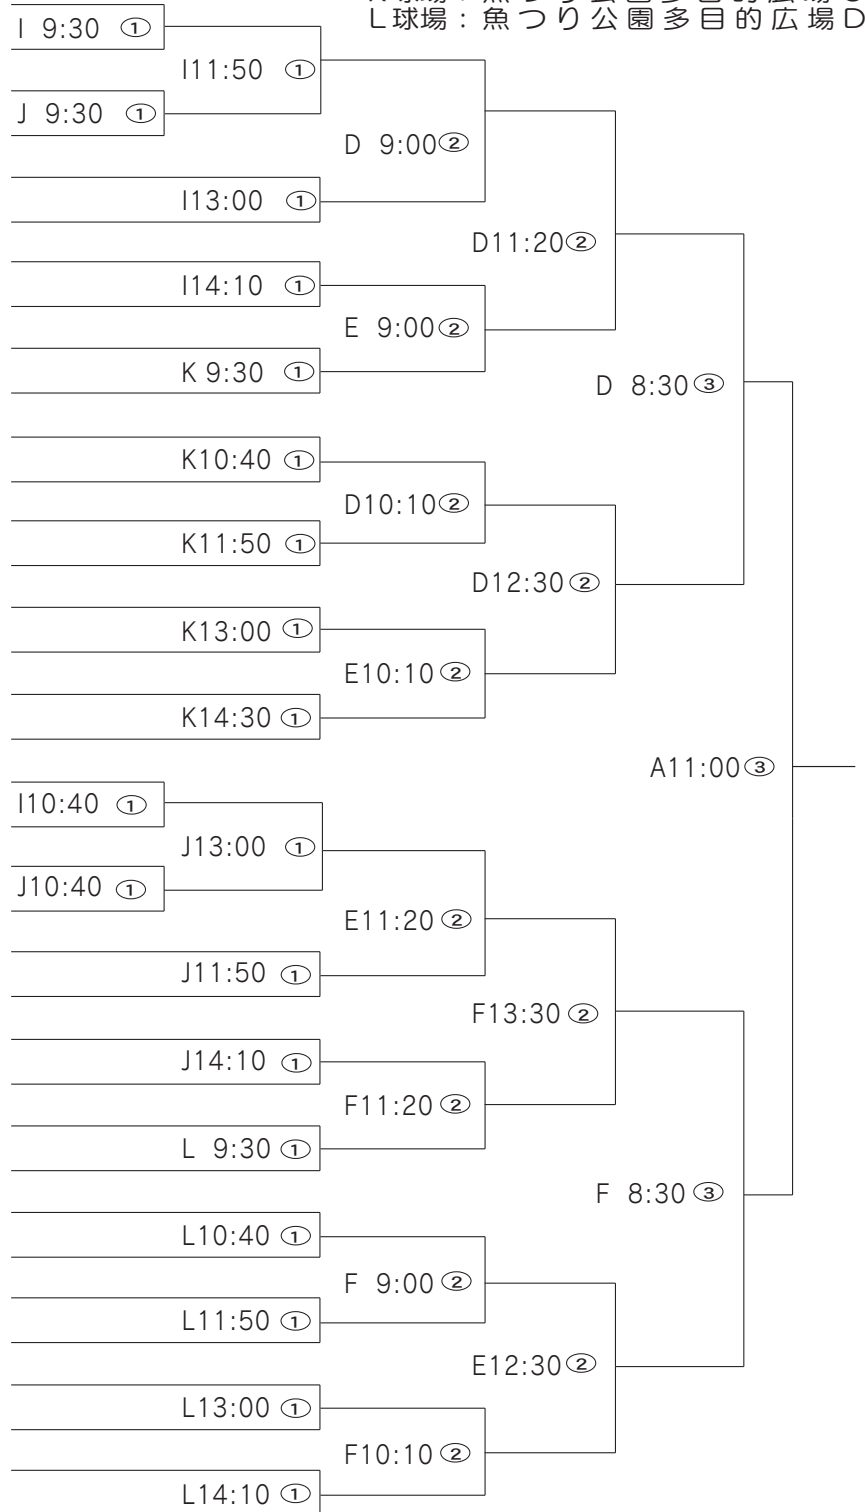 L球場：魚つり公園多目的広場D
I 9:30 ①
I11:50 ①
J 9:30 ①
D 9:00②
I13:00 ①
D11:20②
I14:10 ①
E 9:00②
K 9:30 ①
D 8:30③
K10:40 ①
D10:10②
K11:50 ①
D12:30②
K13:00 ①
E10:10②
K14:30 ①
A11:00③
I10:40 ①
J13:00 ①
J10:40 ①
E11:20②
J11:50 ①
F13:30②
J14:10 ①
F11:20②
L 9:30 ①
F 8:30③
L10:40 ①
F 9:00②
L11:50 ①
E12:30②
L13:00 ①
F10:10②
L14:10 ①